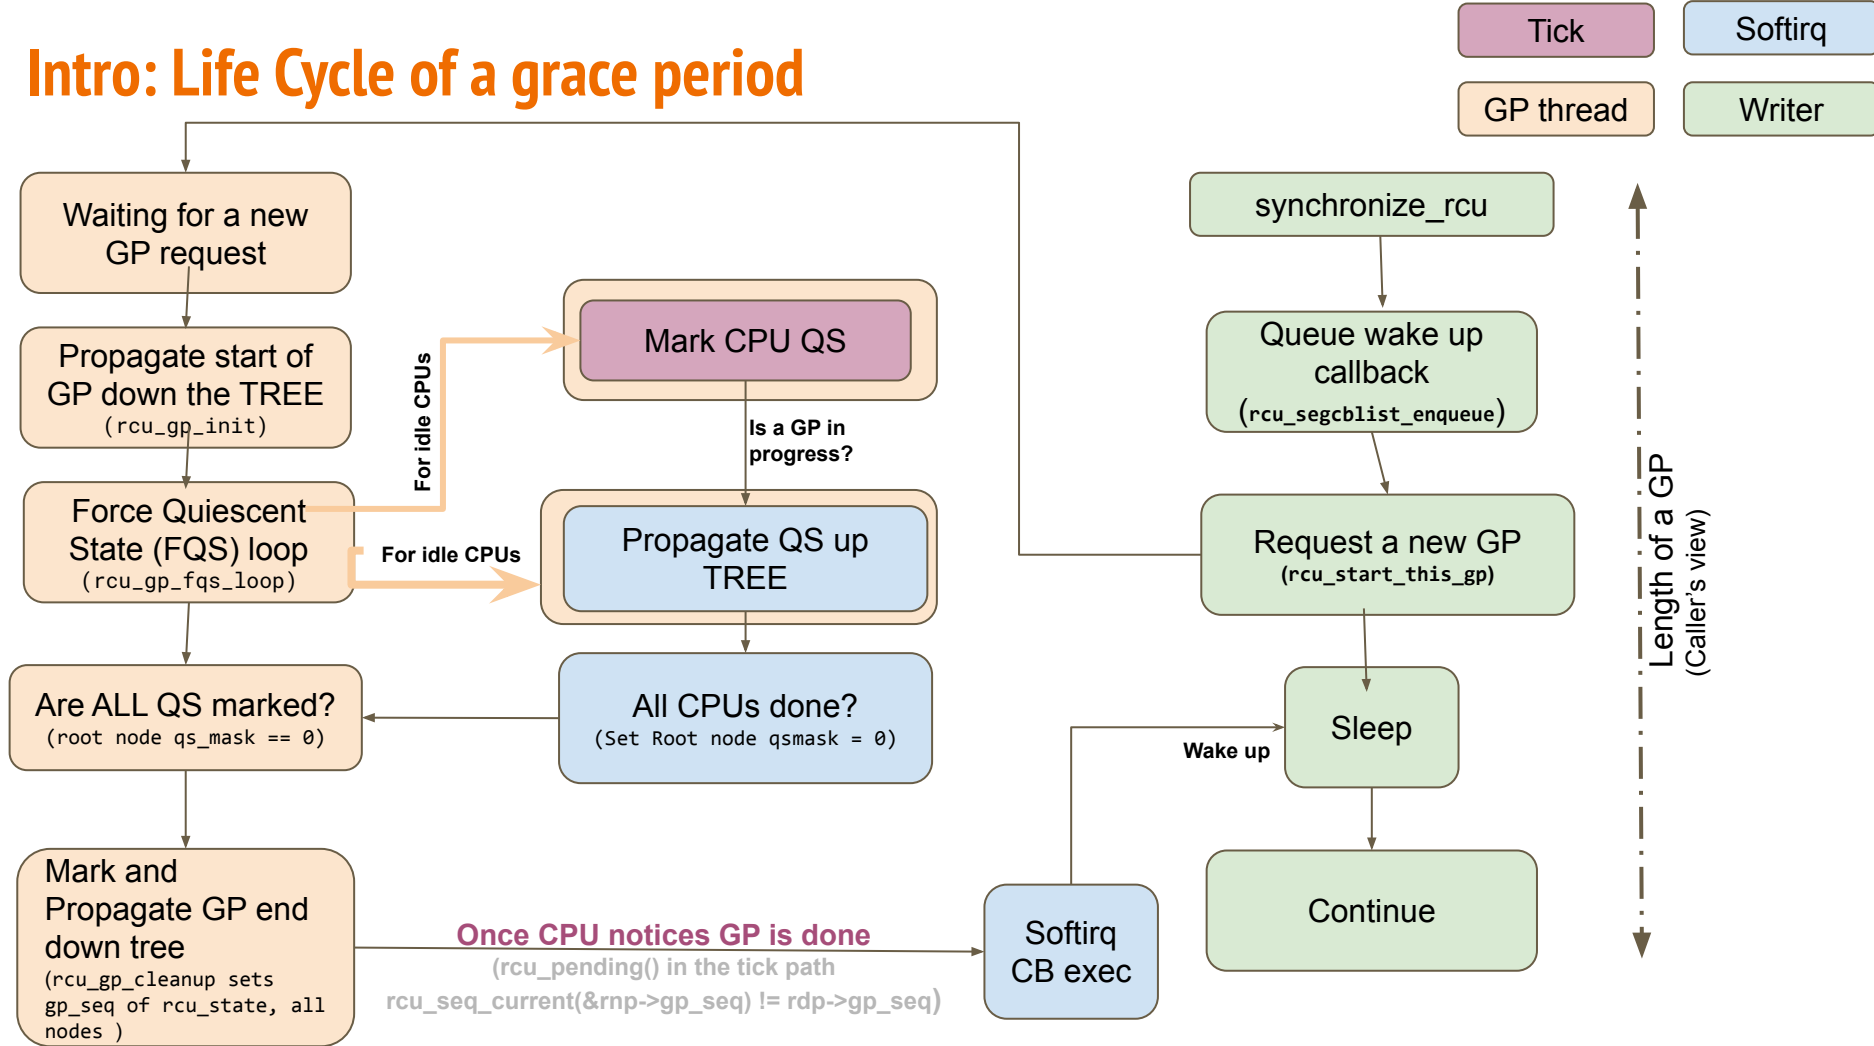 Intro: Life Cycle of a grace period
Tick
Softirq
GP thread
Writer
Waiting for a new
GP request
Propagate start of
GP down the TREE
(rcu_gp_init)
Force Quiescent
State (FQS) loop
(rcu_gp_fqs_loop)
Are ALL QS marked?
(root node qs_mask == 0)
Mark and
Propagate GP end
down tree
(rcu_gp_cleanup sets
gp_seq of rcu_state, all
nodes )
For idle CPUs
For idle CPUs
Mark CPU QS
Is a GP in
progress?
Propagate QS up
TREE
All CPUs done?
(Set Root node qsmask = 0)
Once CPU notices GP is done
(rcu_pending() in the tick path
rcu_seq_current(&rnp->gp_seq) != rdp->gp_seq)
Softirq
CB exec
Wake up
synchronize_rcu
Queue wake up
callback
(rcu_segcblist_enqueue)
Request a new GP
(rcu_start_this_gp)
Sleep
Continue
Length of a GP
(Caller's view)